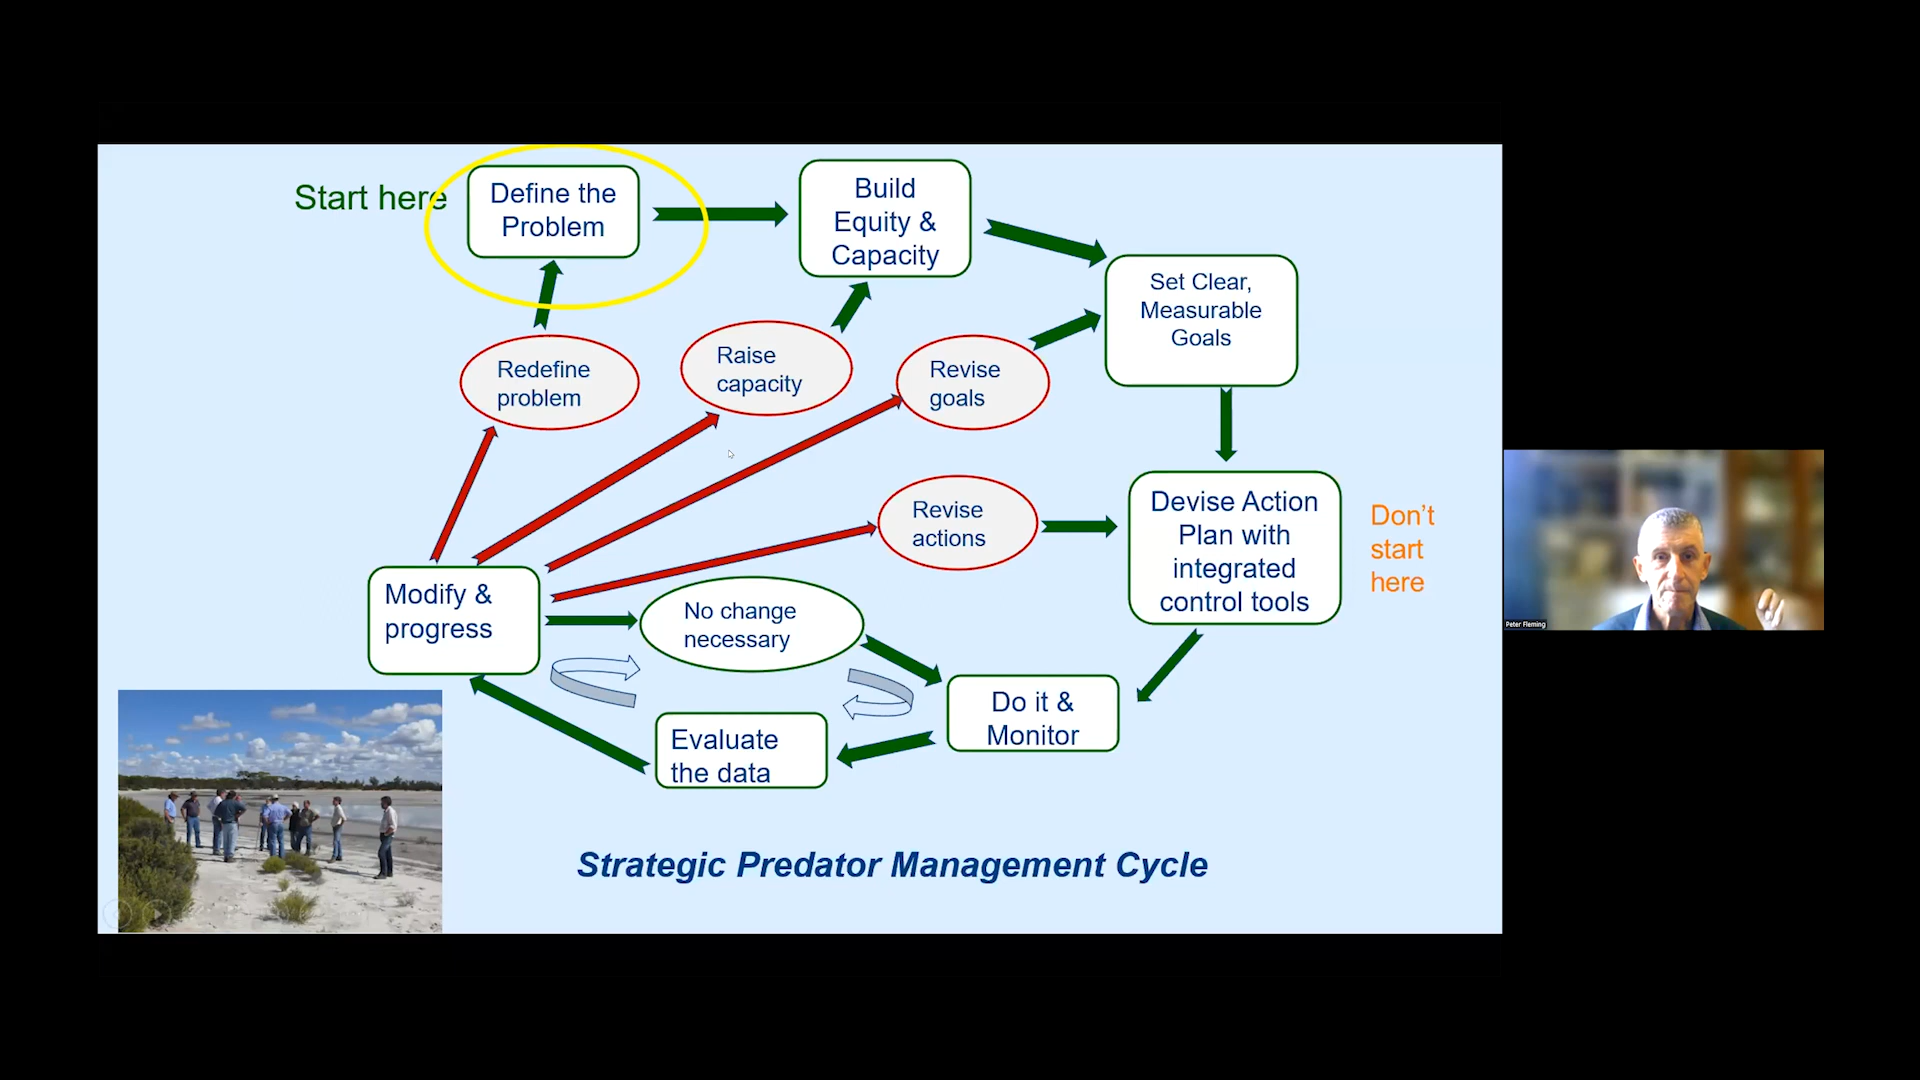 Start here
Define the
Problem
Build
Equity &
Capacity
Set Clear,
Measurable
Goals
Redefine
problem
Raise
capacity
Revise
goals
Revise
actions
Devise Action
Plan with
integrated
control tools
Don’t
start
here
Modify &
progress
No change
necessary
Do it &
Monitor
Evaluate
the data
Strategic Predator Management Cycle
Peter Fleming